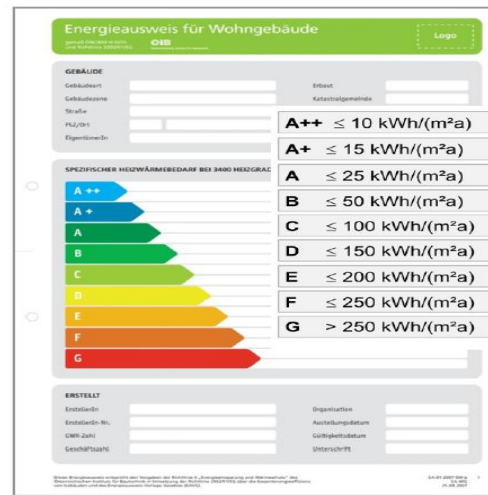 Energieausweis für Wohngebäude
OIB
Logo
GEBÄUDE
Gebäudeart
Erbaut
Gebäudezone
Katastralgemeinde
Straße
PLZ/Ort
EigentümerIn
A++ ≤ 10 kWh/(m²a)
A+ ≤ 15 kWh/(m²a)
A ≤ 25 kWh/(m²a)
B ≤ 50 kWh/(m²a)
C ≤ 100 kWh/(m²a)
D ≤ 150 kWh/(m²a)
E ≤ 200 kWh/(m²a)
F ≤ 250 kWh/(m²a)
G > 250 kWh/(m²a)
SPEZIFISCHER HEIZWÄRMEBEDARF BEI 3400 HEIZGRAD
A ++
A +
A
B
C
D
E
F
G
ERSTELLT
ErstellerIn
Organisation
ErstellerIn-Nr.
Ausstellungsdatum
GWR-Zahl
Gültigkeitsdatum
Geschäftszahl
Unterschrift